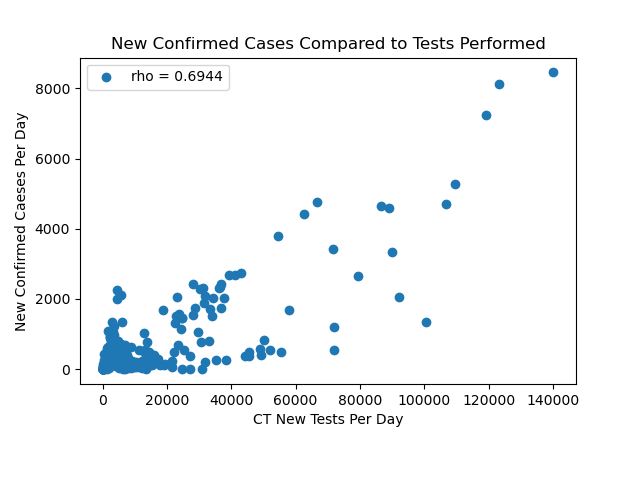 New Confirmed Cases Compared to Tests Performed
rho = 0.6944
New Confirmed Caeses Per Day
8000
6000
4000
2000
0
0 20000 40000 60000 80000 100000 120000 140000
CT New Tests Per Day